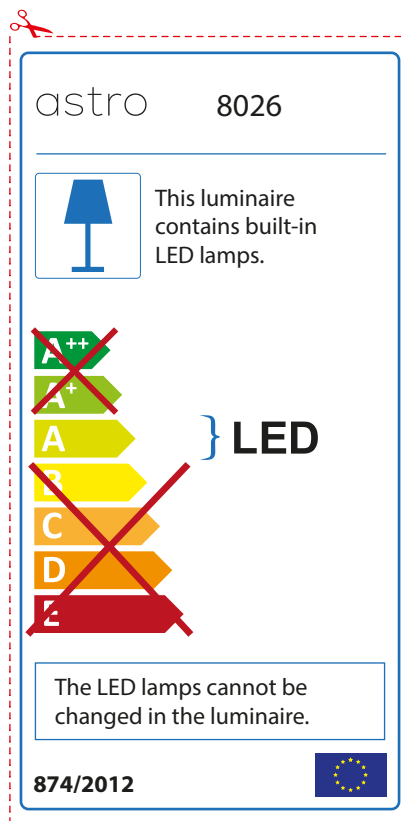 astro 8026
This luminaire
contains built-in
LED lamps.
A++
A+
A
LED
B
C
D
E
The LED lamps cannot be
changed in the luminaire.
874/2012